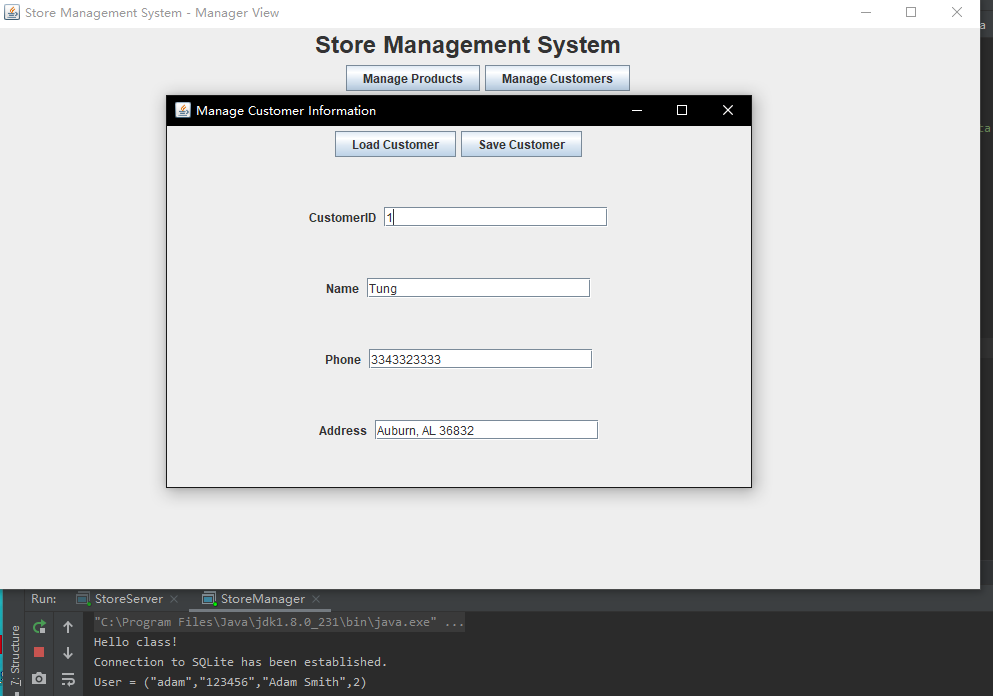 Store Management System - Manager View
a
Store Management System
Manage Products Manage Customers
Manage Customer Information
Load Customer Save Customer
ca
CustomerID 1
Name Tung
Phone 3343323333
Address Auburn, AL 36832
Run: StoreServer StoreManager
"C:\Program Files\Java\jdk1.8.0_231\bin\java.exe" ...
Hello class!
Connection to SQLite has been established.
User = ("adam","123456","Adam Smith",2)
7: Structure